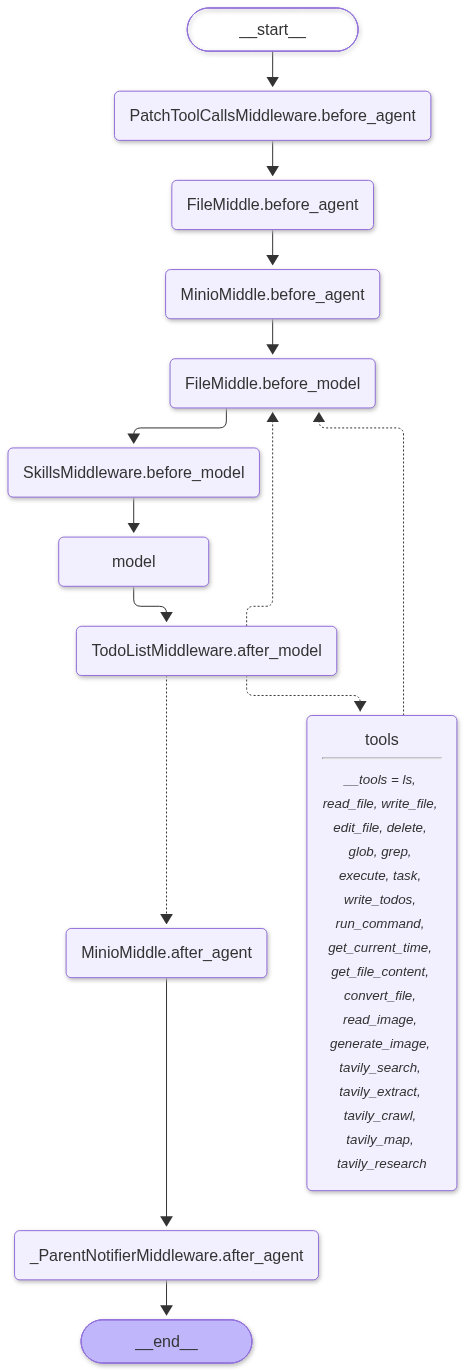 __start__
PatchToolCallsMiddleware.before_agent
FileMiddle.before_agent
MinioMiddle.before_agent
FileMiddle.before_model
SkillsMiddleware.before_model
model
TodoListMiddleware.after_model
tools
__tools = ls,
read_file, write_file,
edit_file, delete,
glob, grep,
execute, task,
write_todos,
run_command,
get_current_time,
get_file_content,
convert_file,
read_image,
generate_image,
tavily_search,
tavily_extract,
tavily_crawl,
tavily_map,
tavily_research
MinioMiddle.after_agent
_ParentNotifierMiddleware.after_agent
__end__